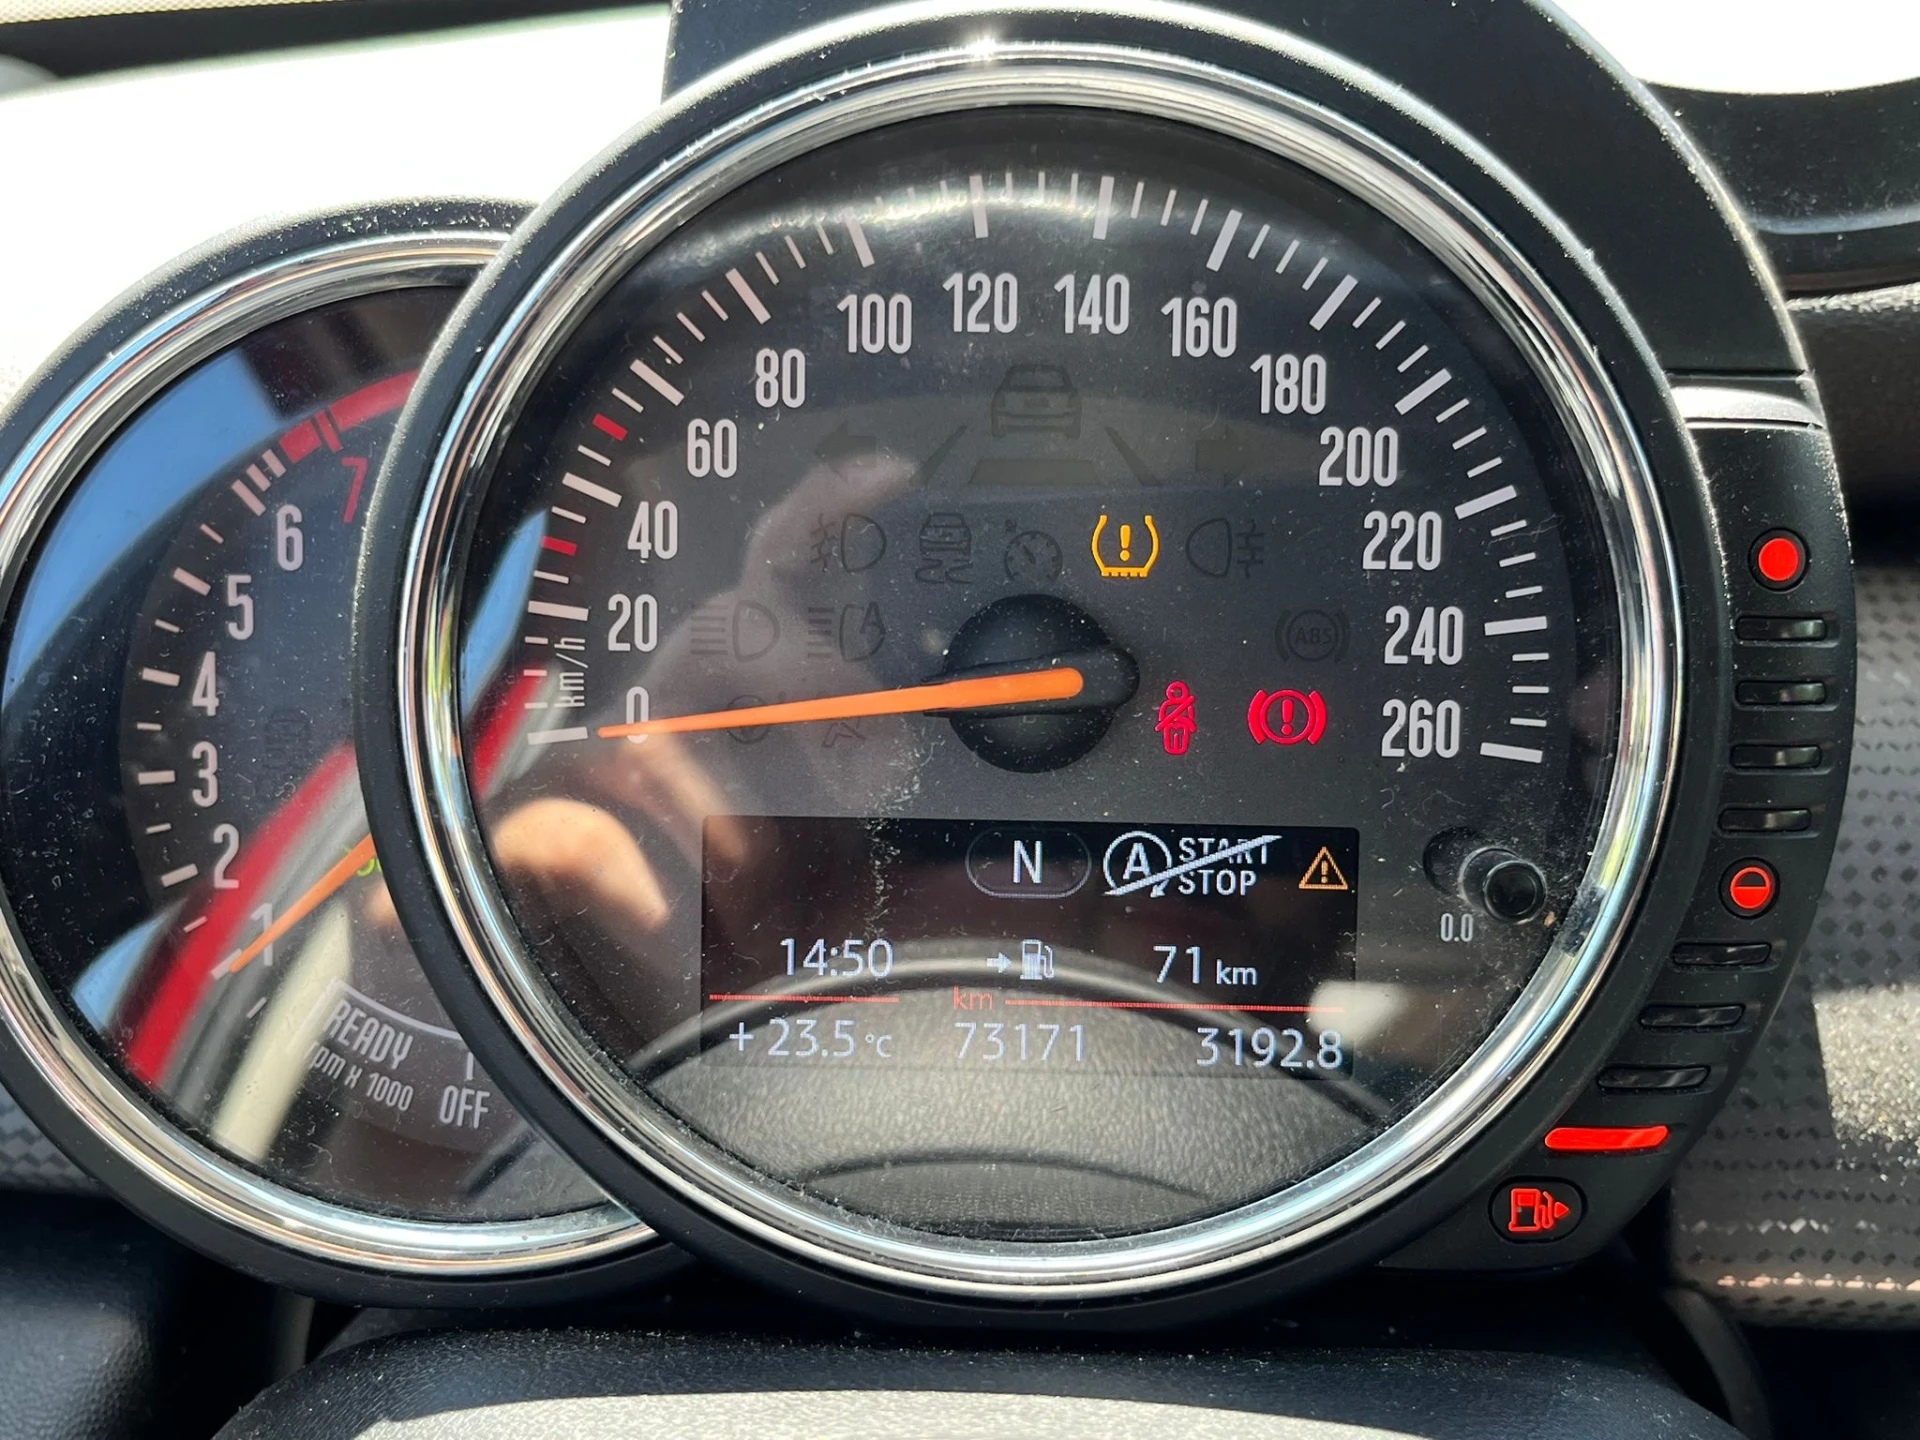 100 120 140 160
80 180
60 200
40 220
20 240
0 260
km/h
ABS
7
6
5
4
3
2
1
READY
rpm x 1000
OFF
N A START
STOP
0.0
14:50 71 km
km
+ 23.5 °C 73171 3192.8